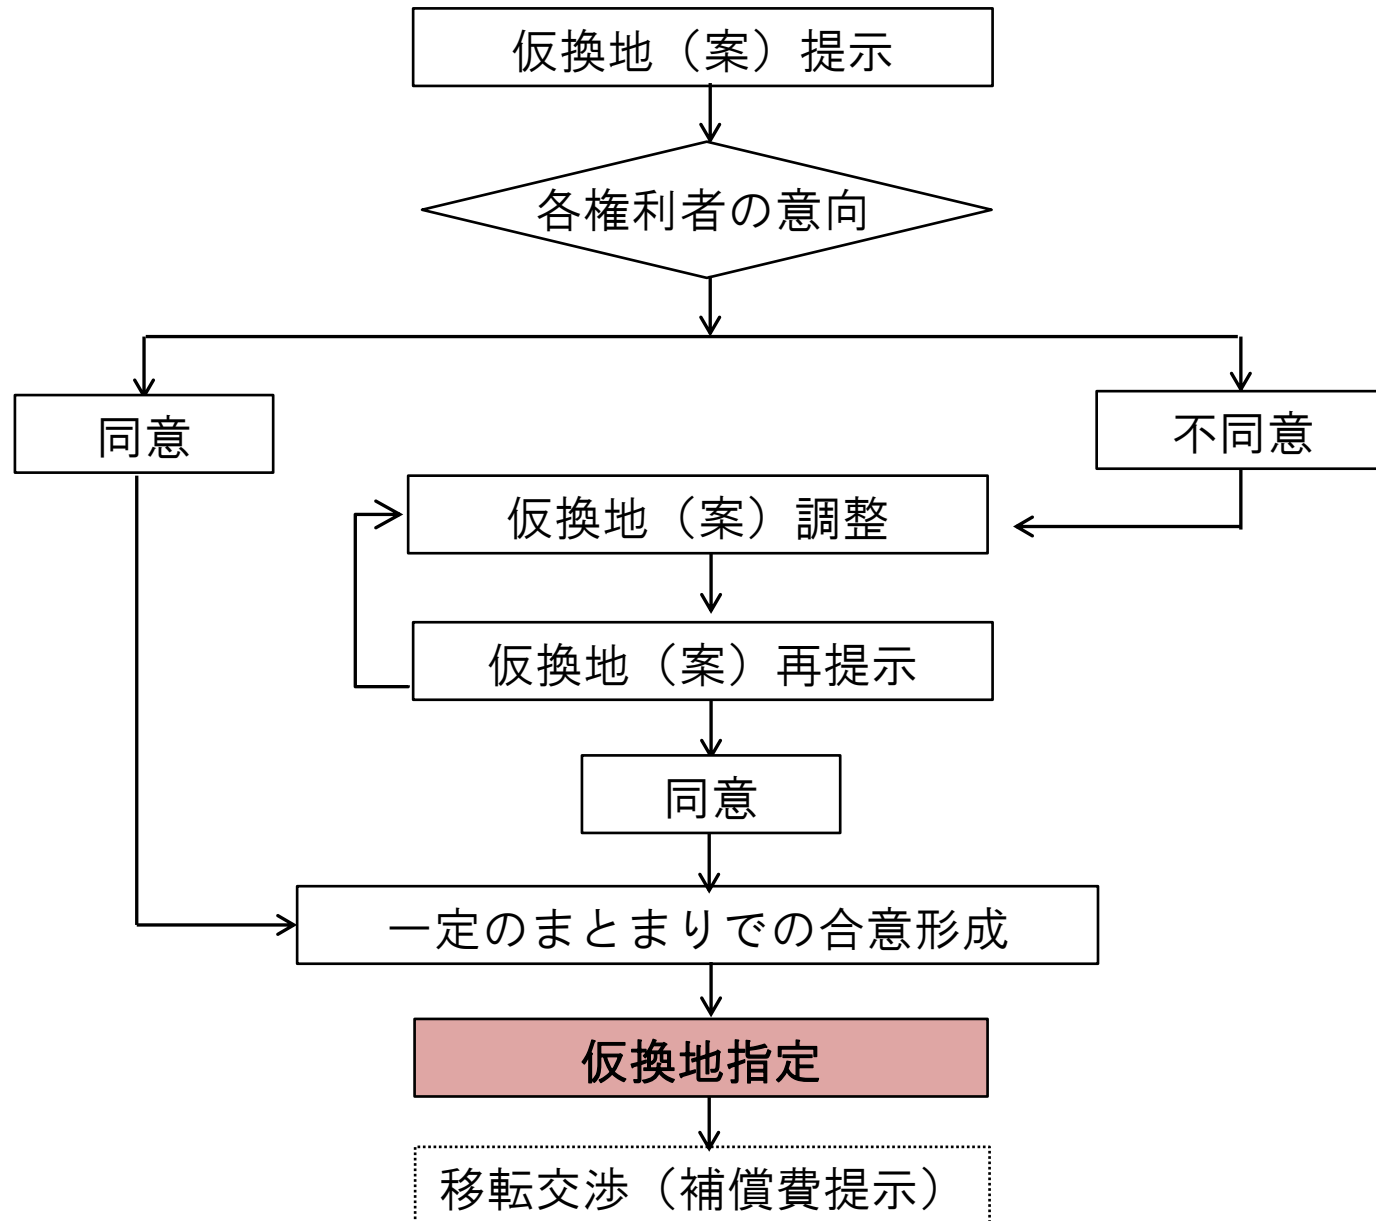 仮換地（案）提示
各権利者の意向
同意
不同意
仮換地（案）調整
仮換地（案）再提示
同意
一定のまとまりでの合意形成
仮換地指定
移転交渉（補償費提示）